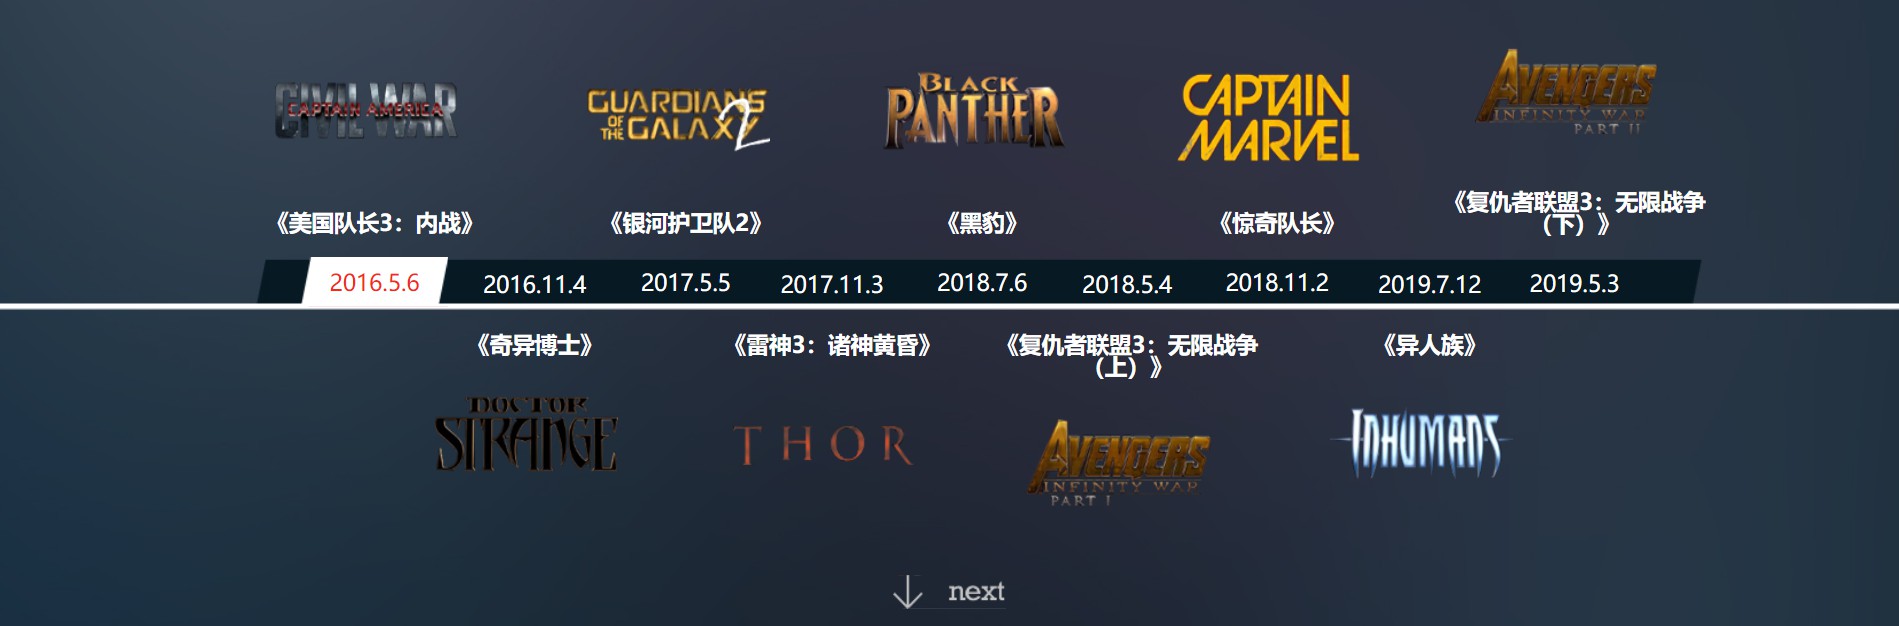 CIVIL WAR
CAPTAIN AMERICA
GUARDIANS
OF THE GALAXY 2
BLACK
PANTHER
CAPTAIN
MARVEL
AVENGERS
INFINITY WAR
PART II
《美国队长3：内战》
《银河护卫队2》
《黑豹》
《惊奇队长》
《复仇者联盟3：无限战争
（下）》
2016.5.6
2016.11.4
2017.5.5
2017.11.3
2018.7.6
2018.5.4
2018.11.2
2019.7.12
2019.5.3
《奇异博士》
《雷神3：诸神黄昏》
《复仇者联盟3：无限战争
（上）》
《异人族》
DOCTOR
STRANGE
THOR
AVENGERS
INFINITY WAR
PART I
INHUMANS
next